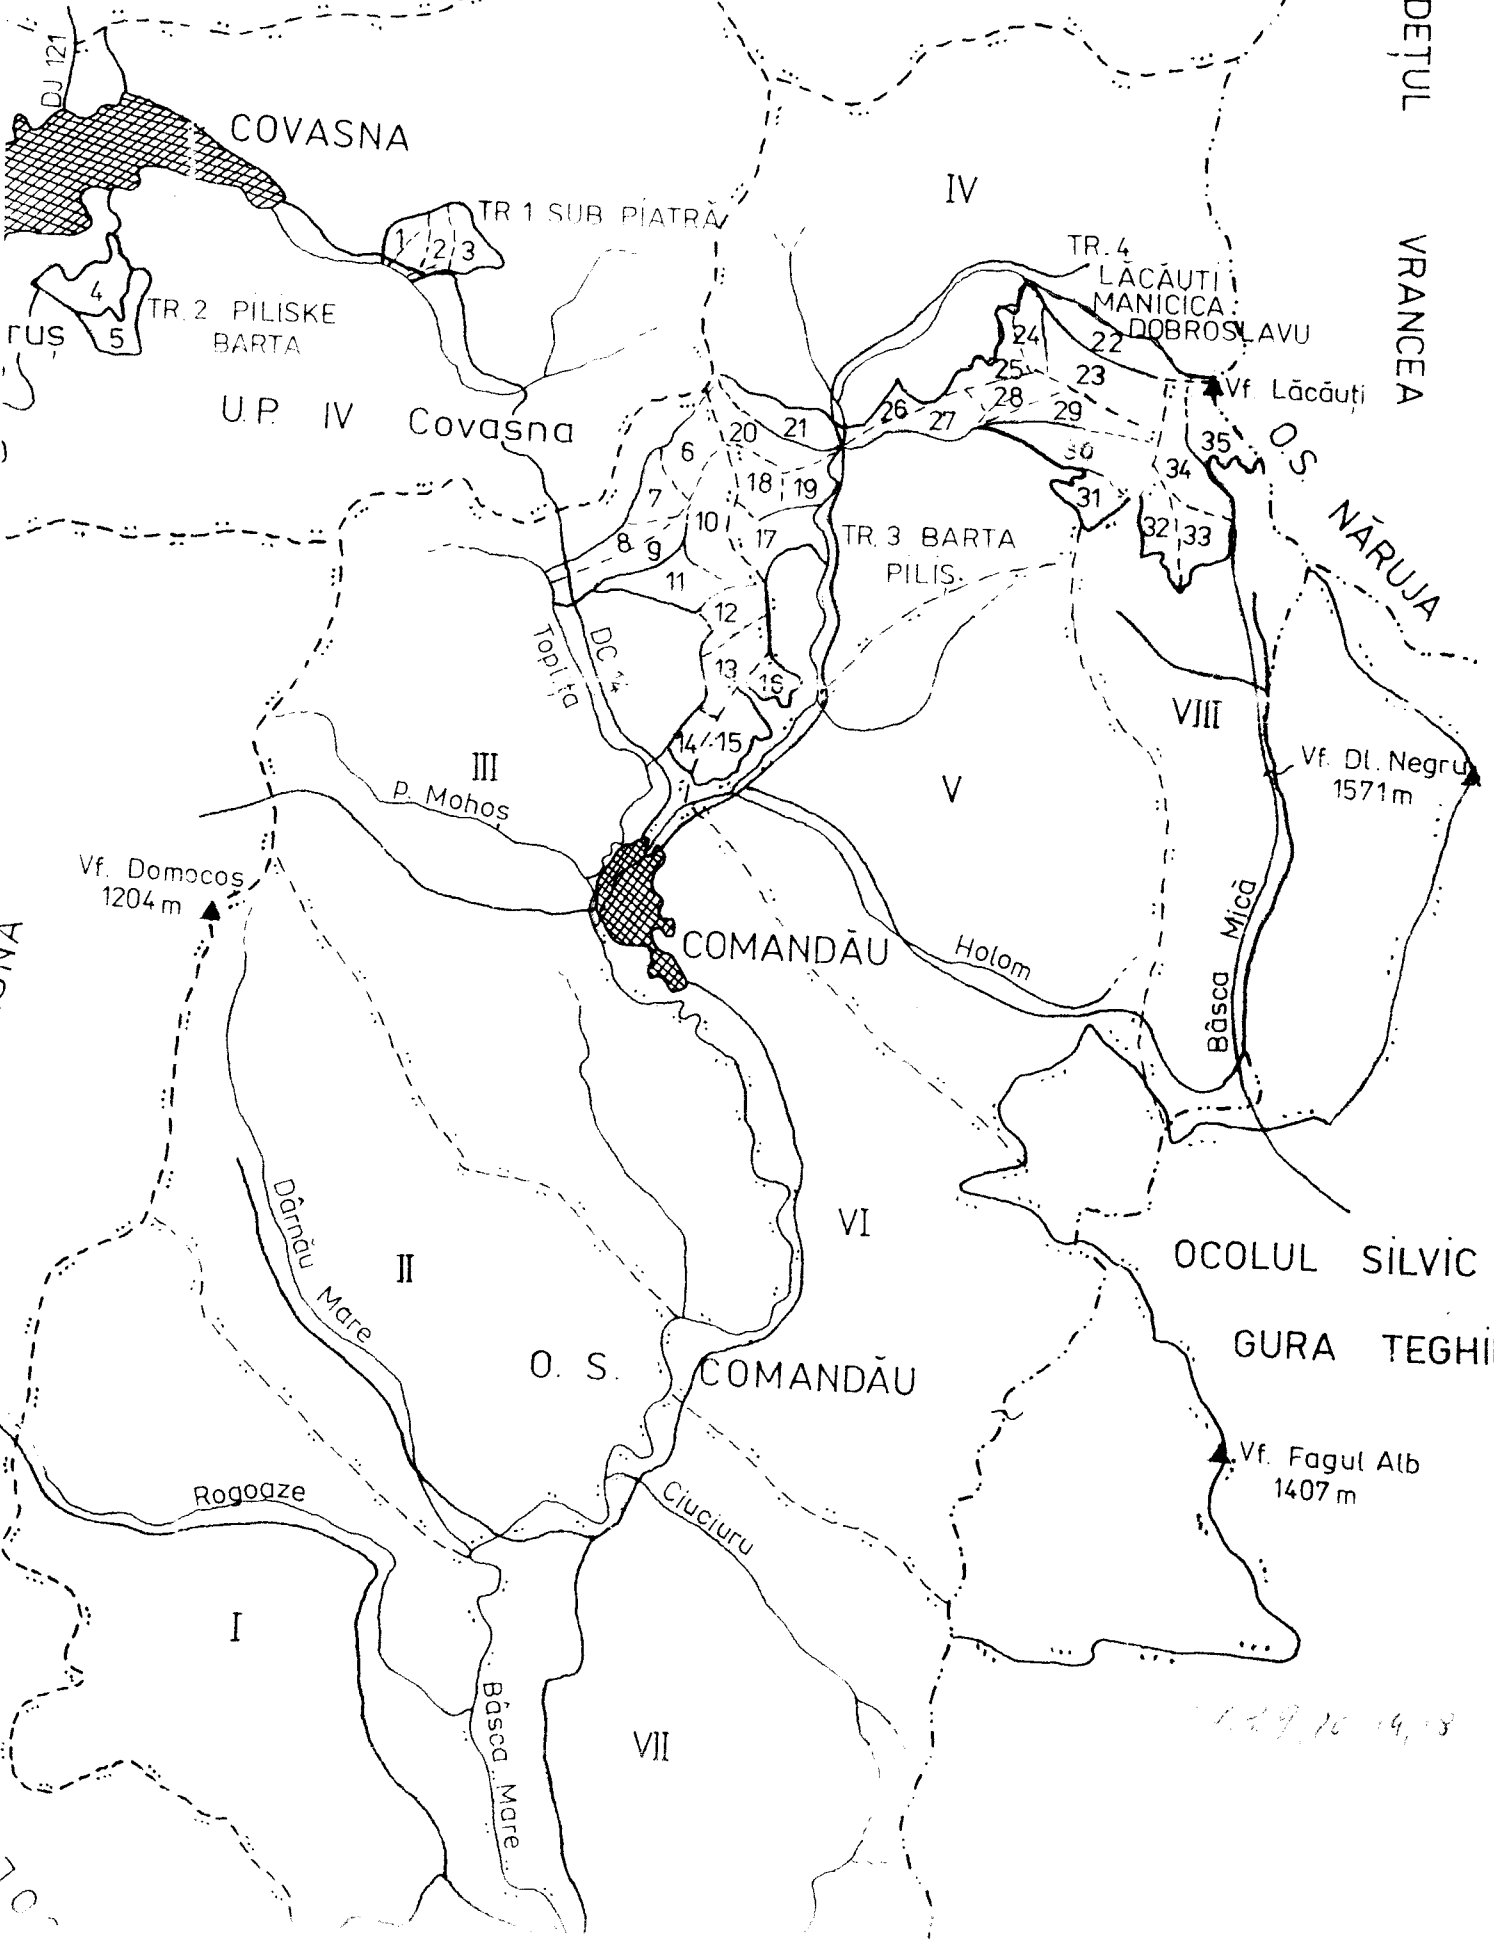 DEȚUL
DJ 121
COVASNA
IV
TR 1 SUB PIATRĂ
1
2
3
TR. 4
LĂCĂUTI
MANICICA
DOBROSLAVU
VRANCEA
4
5
TR. 2 PILISKE
BARTA
ruș
24
22
25
23
Vf. Lăcăuți
U.P. IV Covasna
26
27
28
29
O.S.
NĂRUJA
20
21
6
30
35
34
18
19
7
31
10
32
33
17
8
9
TR. 3 BARTA
PILIS
11
12
Toplița
DC 14
13
16
VIII
14
15
III
Vf. Dl. Negru
1571 m
V
P. Mohoș
Vf. Domocoș
1204 m
Bâsca Mică
COMANDĂU
Holom
VI
Dârnău Mare
II
OCOLUL SILVIC
GURA TEGHI
O. S. COMANDĂU
Vf. Fagul Alb
1407 m
Rogoaze
Ciuciuru
I
Bâsca Mare
VII